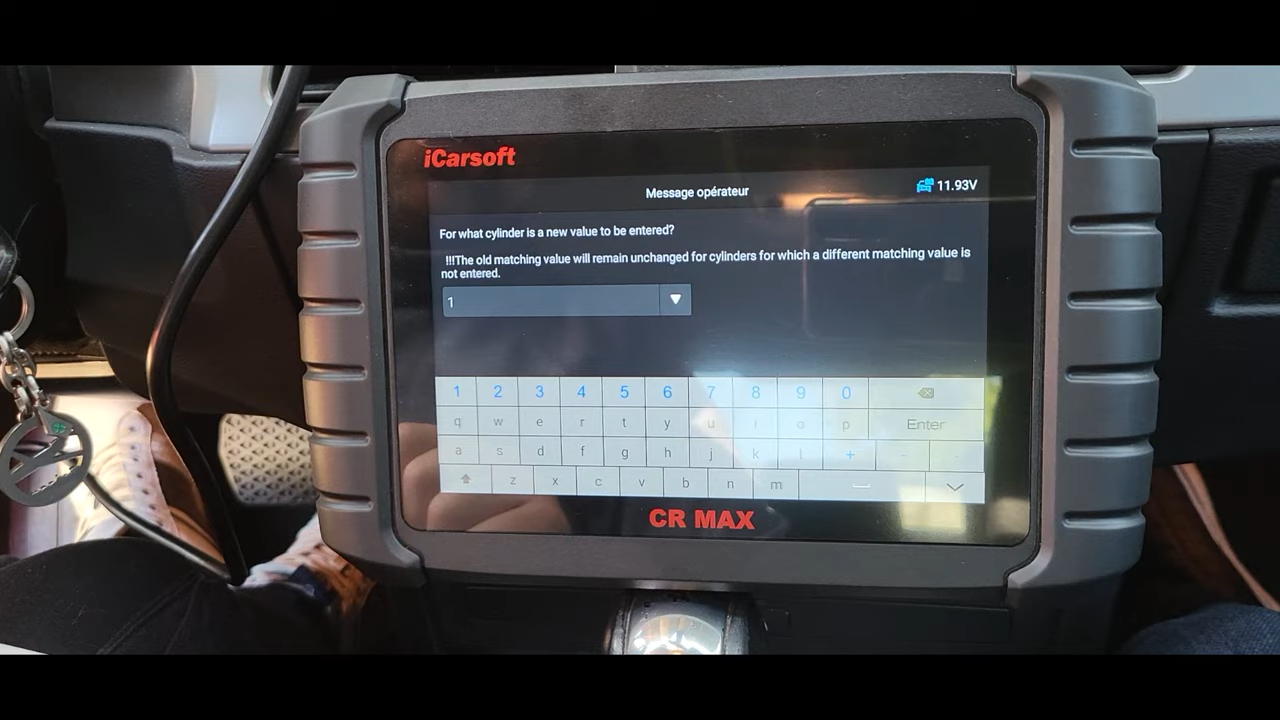 iCarsoft
Message opérateur
11.93V
For what cylinder is a new value to be entered?
!!!The old matching value will remain unchanged for cylinders for which a different matching value is
not entered.
1
1 2 3 4 5 6 7 8 9 0
q w e r t y u i o p Enter
a s d f g h j k l + -
z x c v b n m
CR MAX